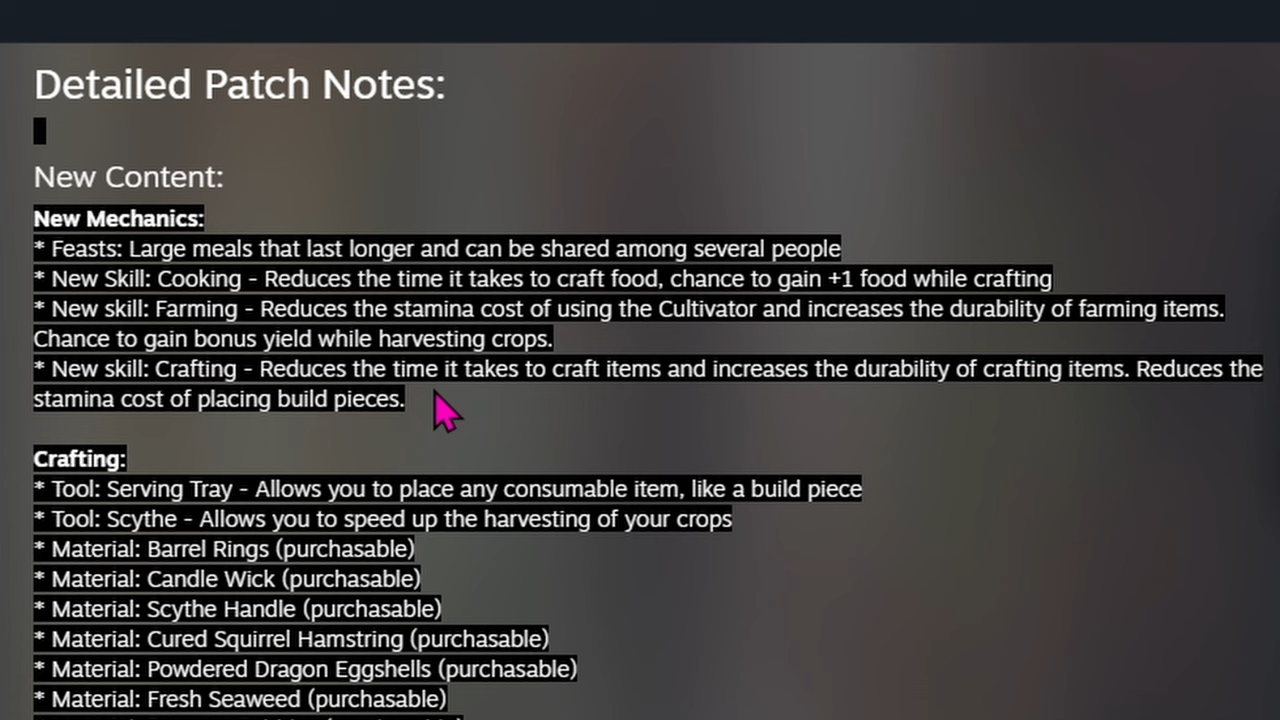 Detailed Patch Notes:
New Content:
New Mechanics:
* Feasts: Large meals that last longer and can be shared among several people
* New Skill: Cooking - Reduces the time it takes to craft food, chance to gain +1 food while crafting
* New skill: Farming - Reduces the stamina cost of using the Cultivator and increases the durability of farming items.
Chance to gain bonus yield while harvesting crops.
* New skill: Crafting - Reduces the time it takes to craft items and increases the durability of crafting items. Reduces the
stamina cost of placing build pieces.
Crafting:
* Tool: Serving Tray - Allows you to place any consumable item, like a build piece
* Tool: Scythe - Allows you to speed up the harvesting of your crops
* Material: Barrel Rings (purchasable)
* Material: Candle Wick (purchasable)
* Material: Scythe Handle (purchasable)
* Material: Cured Squirrel Hamstring (purchasable)
* Material: Powdered Dragon Eggshells (purchasable)
* Material: Fresh Seaweed (purchasable)